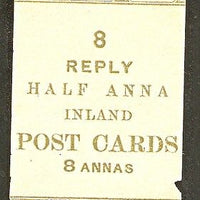 8
REPLY
HALF ANNA
INLAND
POST CARDS
8 ANNAS